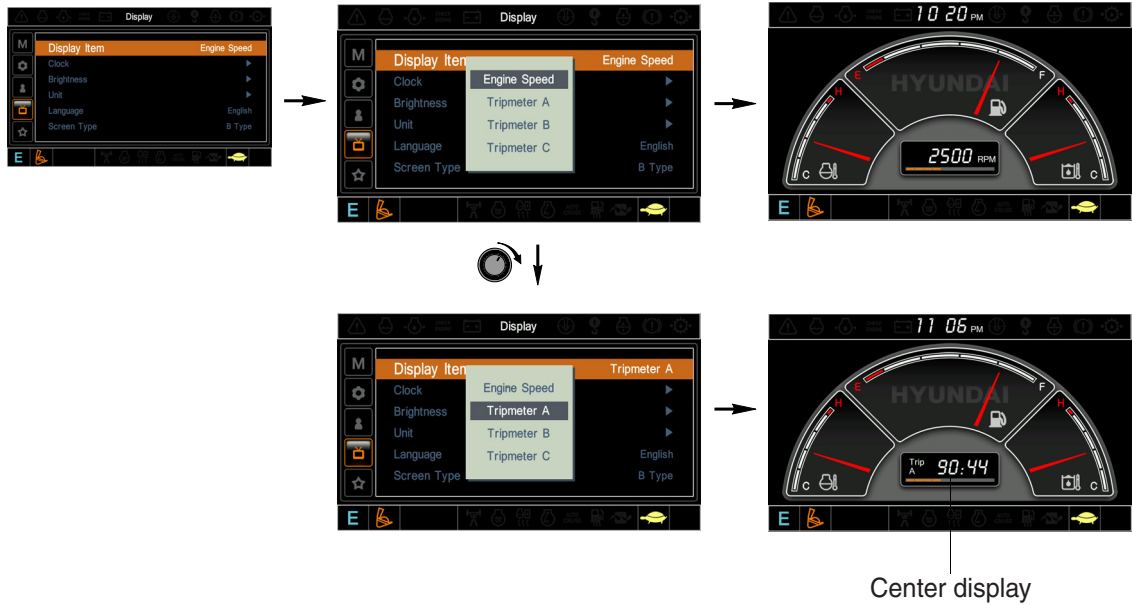 Display
M
Display Item Engine Speed
Clock
Brightness
Unit
Language English
Screen Type B Type
E
Display
M
Display Item Engine Speed
Clock
Brightness
Unit
Language English
Screen Type B Type
Engine Speed
Tripmeter A
Tripmeter B
Tripmeter C
E
10 20 PM
E F
HYUNDAI
H H
2500 RPM
C C
E
Display
M
Display Item Tripmeter A
Clock
Brightness
Unit
Language English
Screen Type B Type
Engine Speed
Tripmeter A
Tripmeter B
Tripmeter C
E
11 06 PM
E F
HYUNDAI
H H
Trip A 90:44
C C
E
Center display